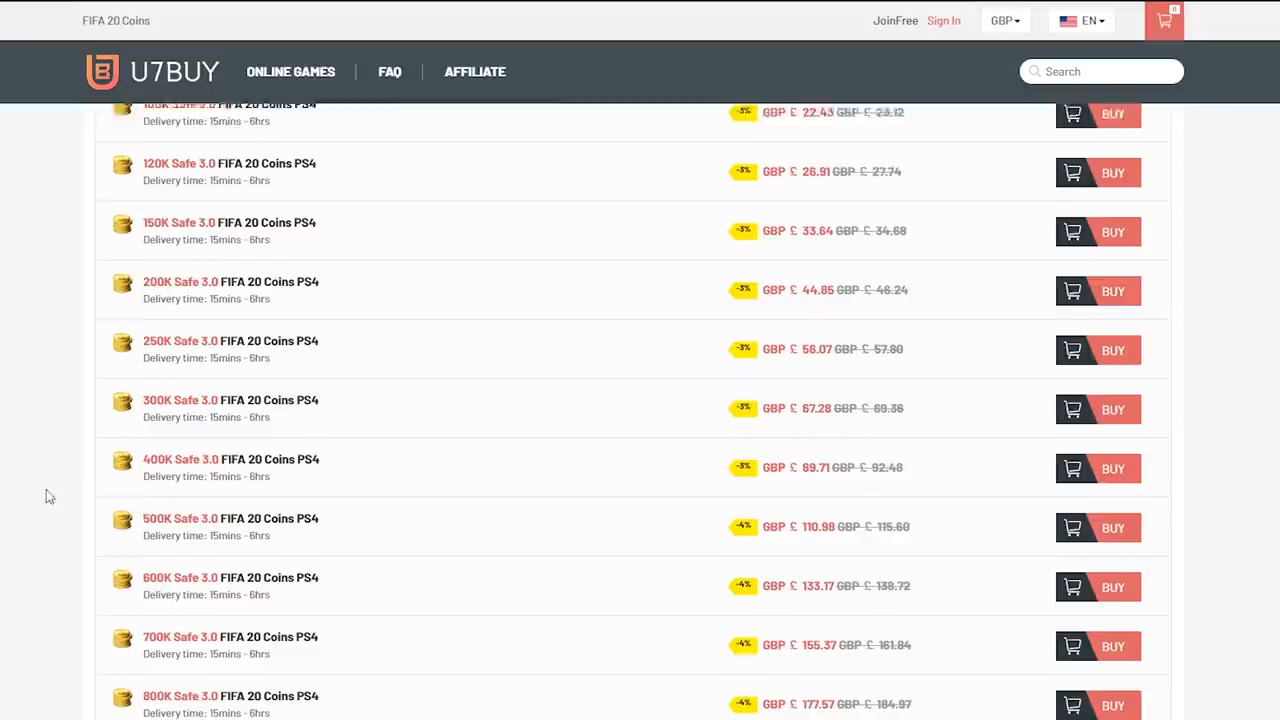 FIFA 20 Coins
JoinFree Sign In GBP EN 0
U7BUY ONLINE GAMES FAQ AFFILIATE Search
100K Safe 3.0 FIFA 20 Coins PS4
Delivery time: 15mins - 6hrs
-3% GBP £ 22.43 GBP £ 23.12 BUY
120K Safe 3.0 FIFA 20 Coins PS4
Delivery time: 15mins - 6hrs
-3% GBP £ 26.91 GBP £ 27.74 BUY
150K Safe 3.0 FIFA 20 Coins PS4
Delivery time: 15mins - 6hrs
-3% GBP £ 33.64 GBP £ 34.68 BUY
200K Safe 3.0 FIFA 20 Coins PS4
Delivery time: 15mins - 6hrs
-3% GBP £ 44.85 GBP £ 46.24 BUY
250K Safe 3.0 FIFA 20 Coins PS4
Delivery time: 15mins - 6hrs
-3% GBP £ 56.07 GBP £ 57.80 BUY
300K Safe 3.0 FIFA 20 Coins PS4
Delivery time: 15mins - 6hrs
-3% GBP £ 67.28 GBP £ 69.36 BUY
400K Safe 3.0 FIFA 20 Coins PS4
Delivery time: 15mins - 6hrs
-3% GBP £ 89.71 GBP £ 92.48 BUY
500K Safe 3.0 FIFA 20 Coins PS4
Delivery time: 15mins - 6hrs
-4% GBP £ 110.98 GBP £ 115.60 BUY
600K Safe 3.0 FIFA 20 Coins PS4
Delivery time: 15mins - 6hrs
-4% GBP £ 133.17 GBP £ 138.72 BUY
700K Safe 3.0 FIFA 20 Coins PS4
Delivery time: 15mins - 6hrs
-4% GBP £ 155.37 GBP £ 161.84 BUY
800K Safe 3.0 FIFA 20 Coins PS4
Delivery time: 15mins - 6hrs
-4% GBP £ 177.57 GBP £ 184.97 BUY